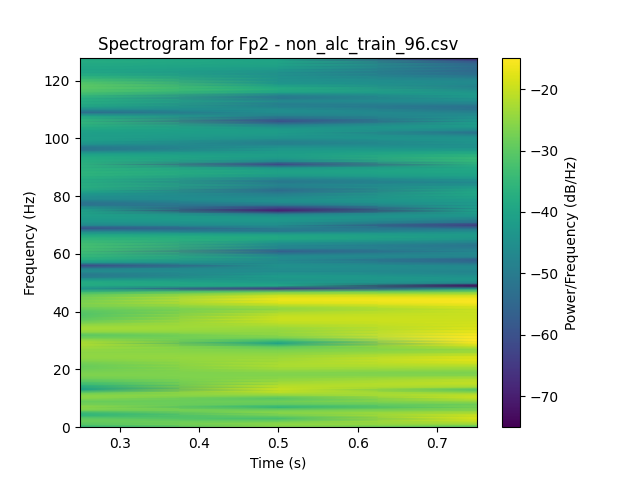 Spectrogram for Fp2 - non_alc_train_96.csv
120
100
80
60
40
20
0
Frequency (Hz)
0.3 0.4 0.5 0.6 0.7
Time (s)
−20
−30
−40
−50
−60
−70
Power/Frequency (dB/Hz)